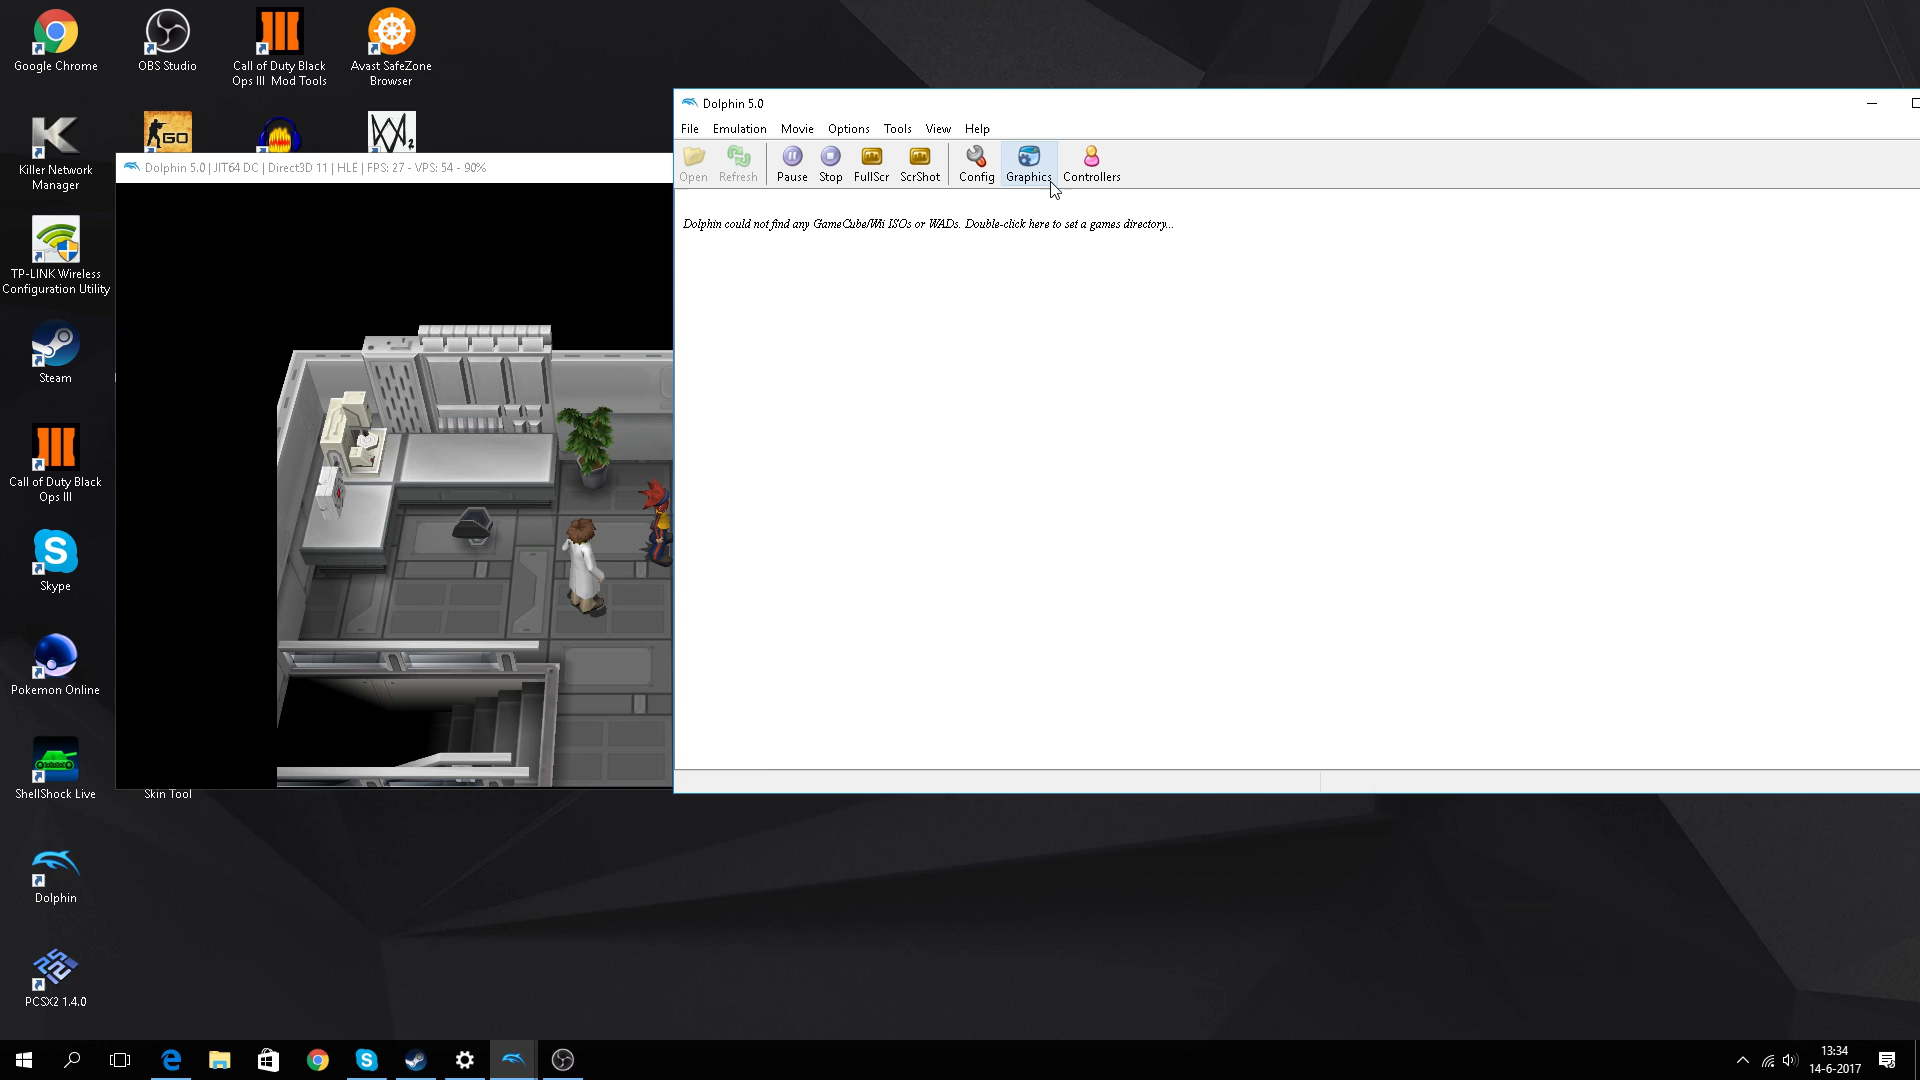 Google Chrome
OBS Studio
Call of Duty Black
Ops III Mod Tools
Avast SafeZone
Browser
Killer Network
Manager
GO
2
TP-LINK Wireless
Configuration Utility
Steam
Call of Duty Black
Ops III
Skype
Pokemon Online
ShellShock Live
Skin Tool
Dolphin
PCSX2 1.4.0
Dolphin 5.0 | JIT64 DC | Direct3D 11 | HLE | FPS: 27 - VPS: 54 - 90%
Dolphin 5.0
File Emulation Movie Options Tools View Help
Open Refresh Pause Stop FullScr ScrShot Config Graphics Controllers
Dolphin could not find any GameCube/Wii ISOs or WADs. Double-click here to set a games directory...
13:34
14-6-2017